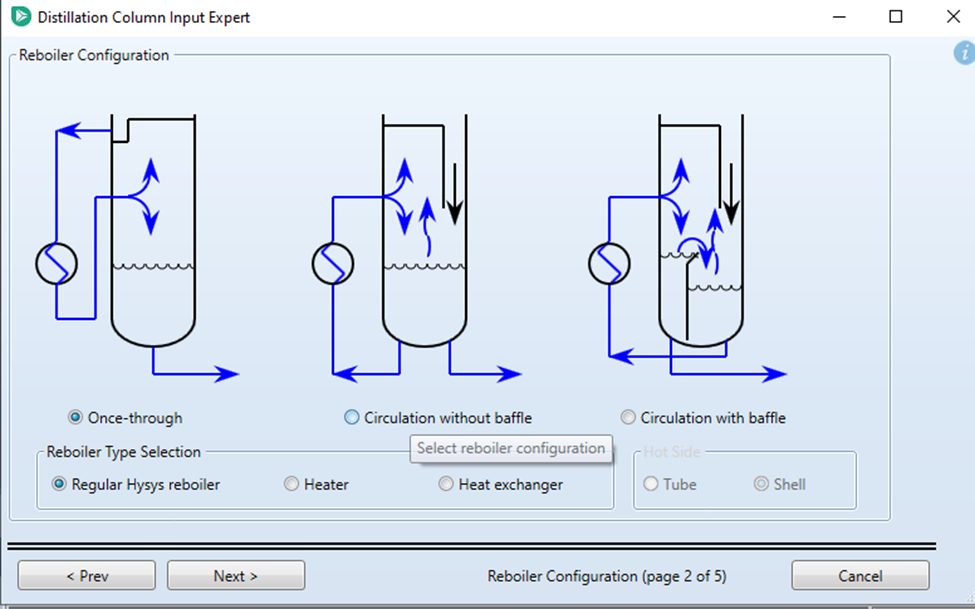 Distillation Column Input Expert
Reboiler Configuration
Once-through
Circulation without baffle
Circulation with baffle
Select reboiler configuration
Reboiler Type Selection
Hot Side
Regular Hysys reboiler
Heater
Heat exchanger
Tube
Shell
< Prev
Next >
Reboiler Configuration (page 2 of 5)
Cancel